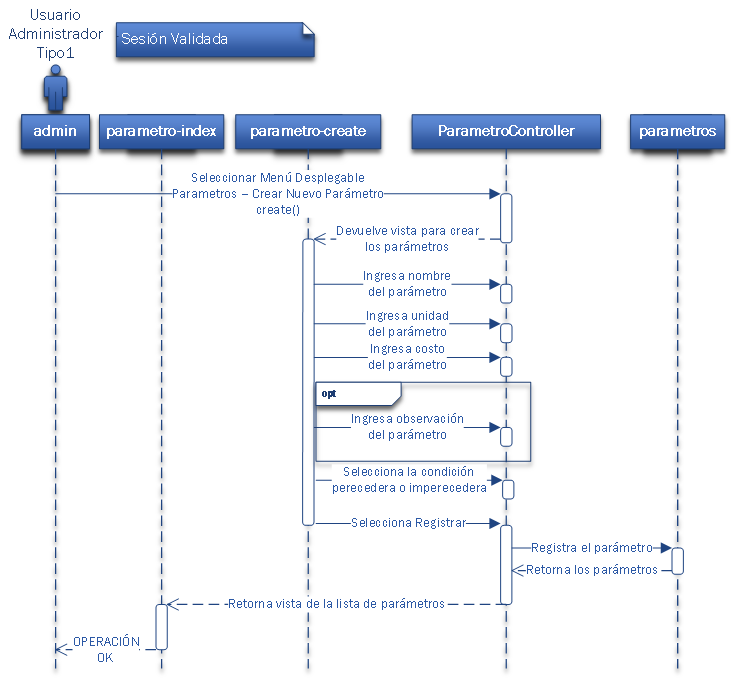 Usuario
Administrador
Tipo1
Sesión Validada
admin
parametro-index
parametro-create
ParametroController
parametros
Seleccionar Menú Desplegable
Parametros – Crear Nuevo Parámetro
create()
Devuelve vista para crear
los parámetros
Ingresa nombre
del parámetro
Ingresa unidad
del parámetro
Ingresa costo
del parámetro
opt
Ingresa observación
del parámetro
Selecciona la condición
perecedera o imperecedera
Selecciona Registrar
Registra el parámetro
Retorna los parámetros
Retorna vista de la lista de parámetros
OPERACIÓN
OK